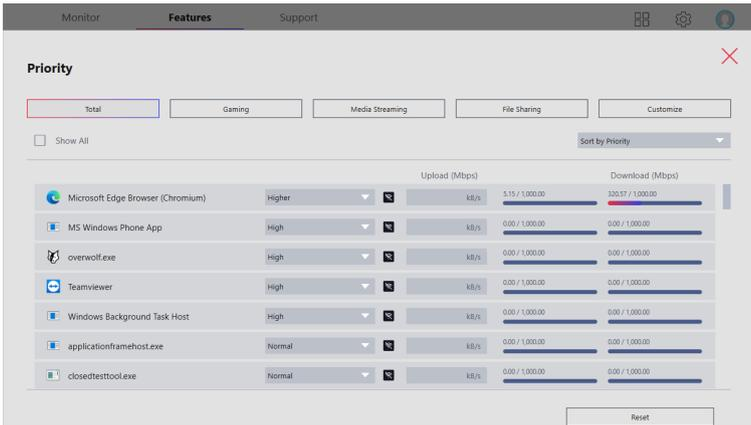 Monitor Features Support
Priority
Total Gaming Media Streaming File Sharing Customize
Show All Sort by Priority
Upload (Mbps) Download (Mbps)
Microsoft Edge Browser (Chromium) Higher kB/s 5.15 / 1,000.00 320.57 / 1,000.00
MS Windows Phone App High kB/s 0.00 / 1,000.00 0.00 / 1,000.00
overwolf.exe High kB/s 0.00 / 1,000.00 0.00 / 1,000.00
Teamviewer High kB/s 0.00 / 1,000.00 0.00 / 1,000.00
Windows Background Task Host High kB/s 0.00 / 1,000.00 0.00 / 1,000.00
applicationframehost.exe Normal kB/s 0.00 / 1,000.00 0.00 / 1,000.00
closedtesttool.exe Normal kB/s 0.00 / 1,000.00 0.00 / 1,000.00
Reset